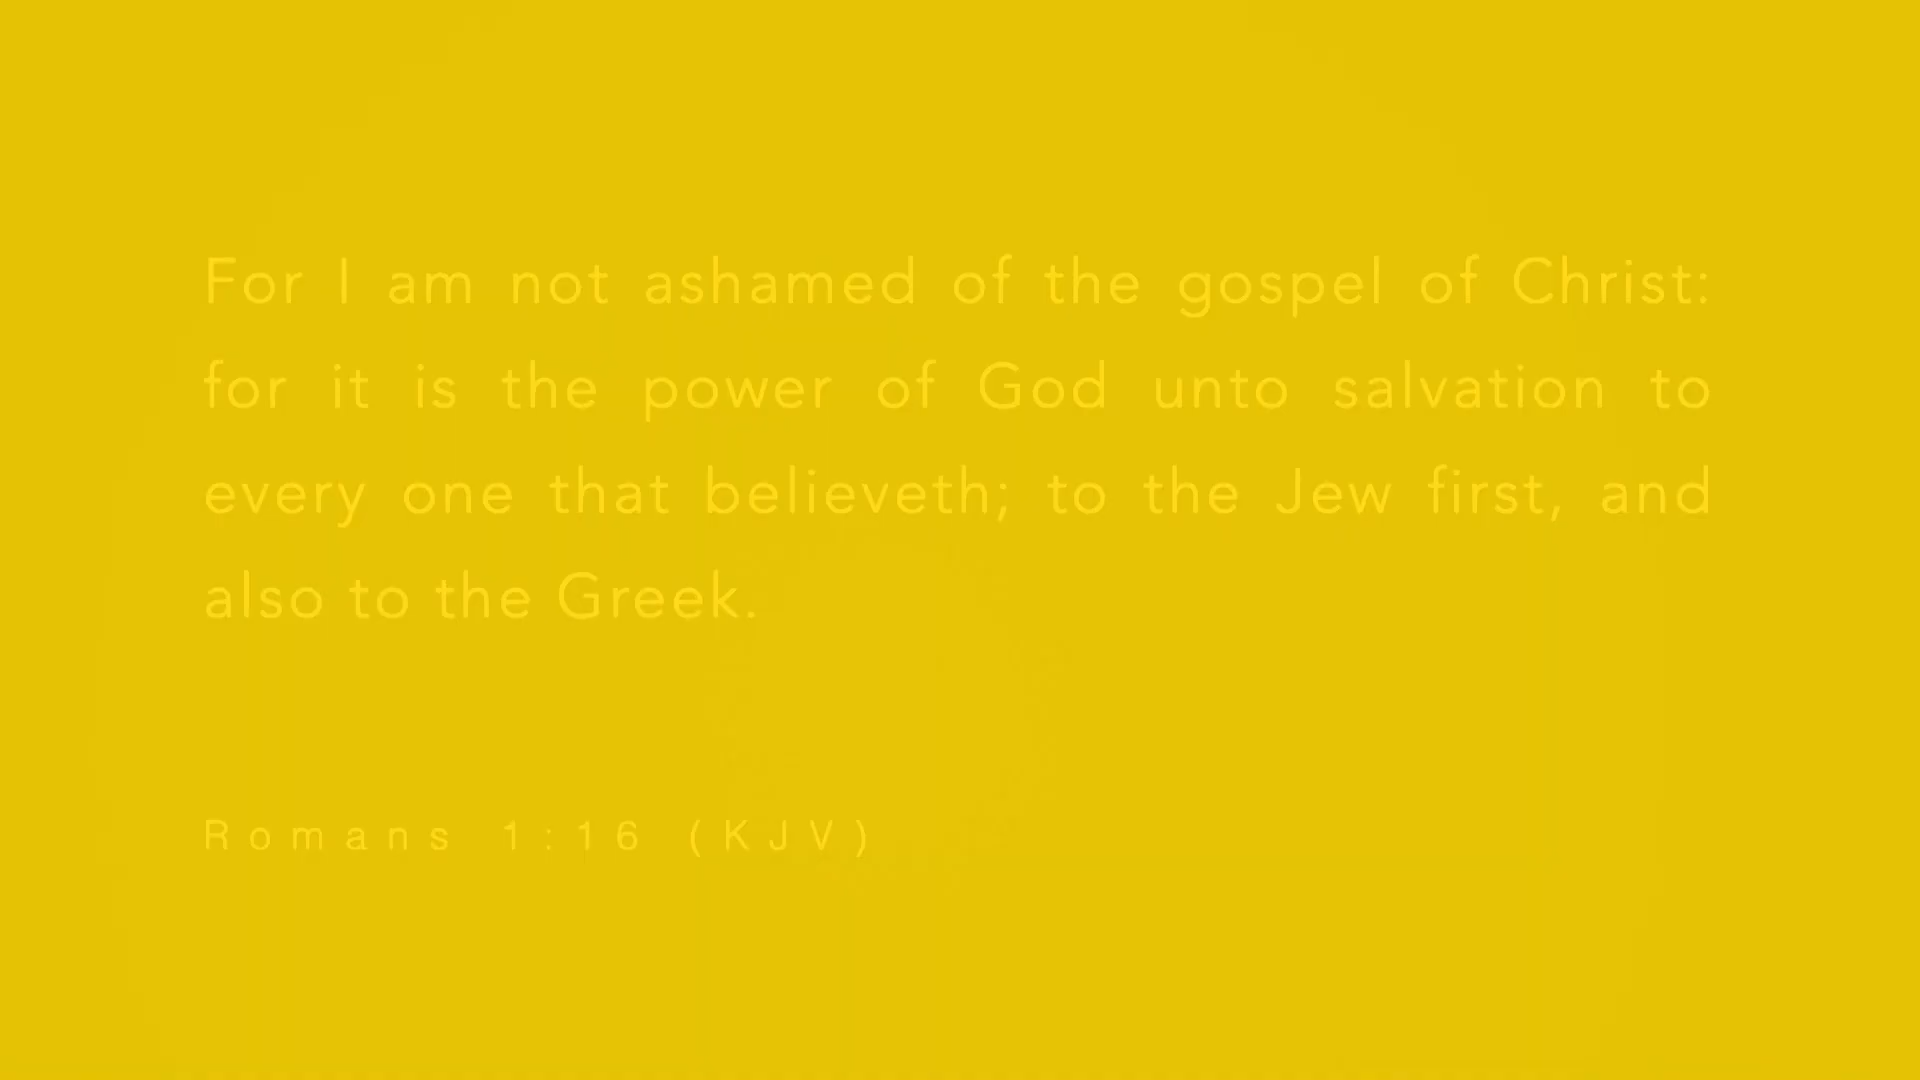 For I am not ashamed of the gospel of Christ:
for it is the power of God unto salvation to
every one that believeth; to the Jew first, and
also to the Greek.
Romans 1:16 (KJV)